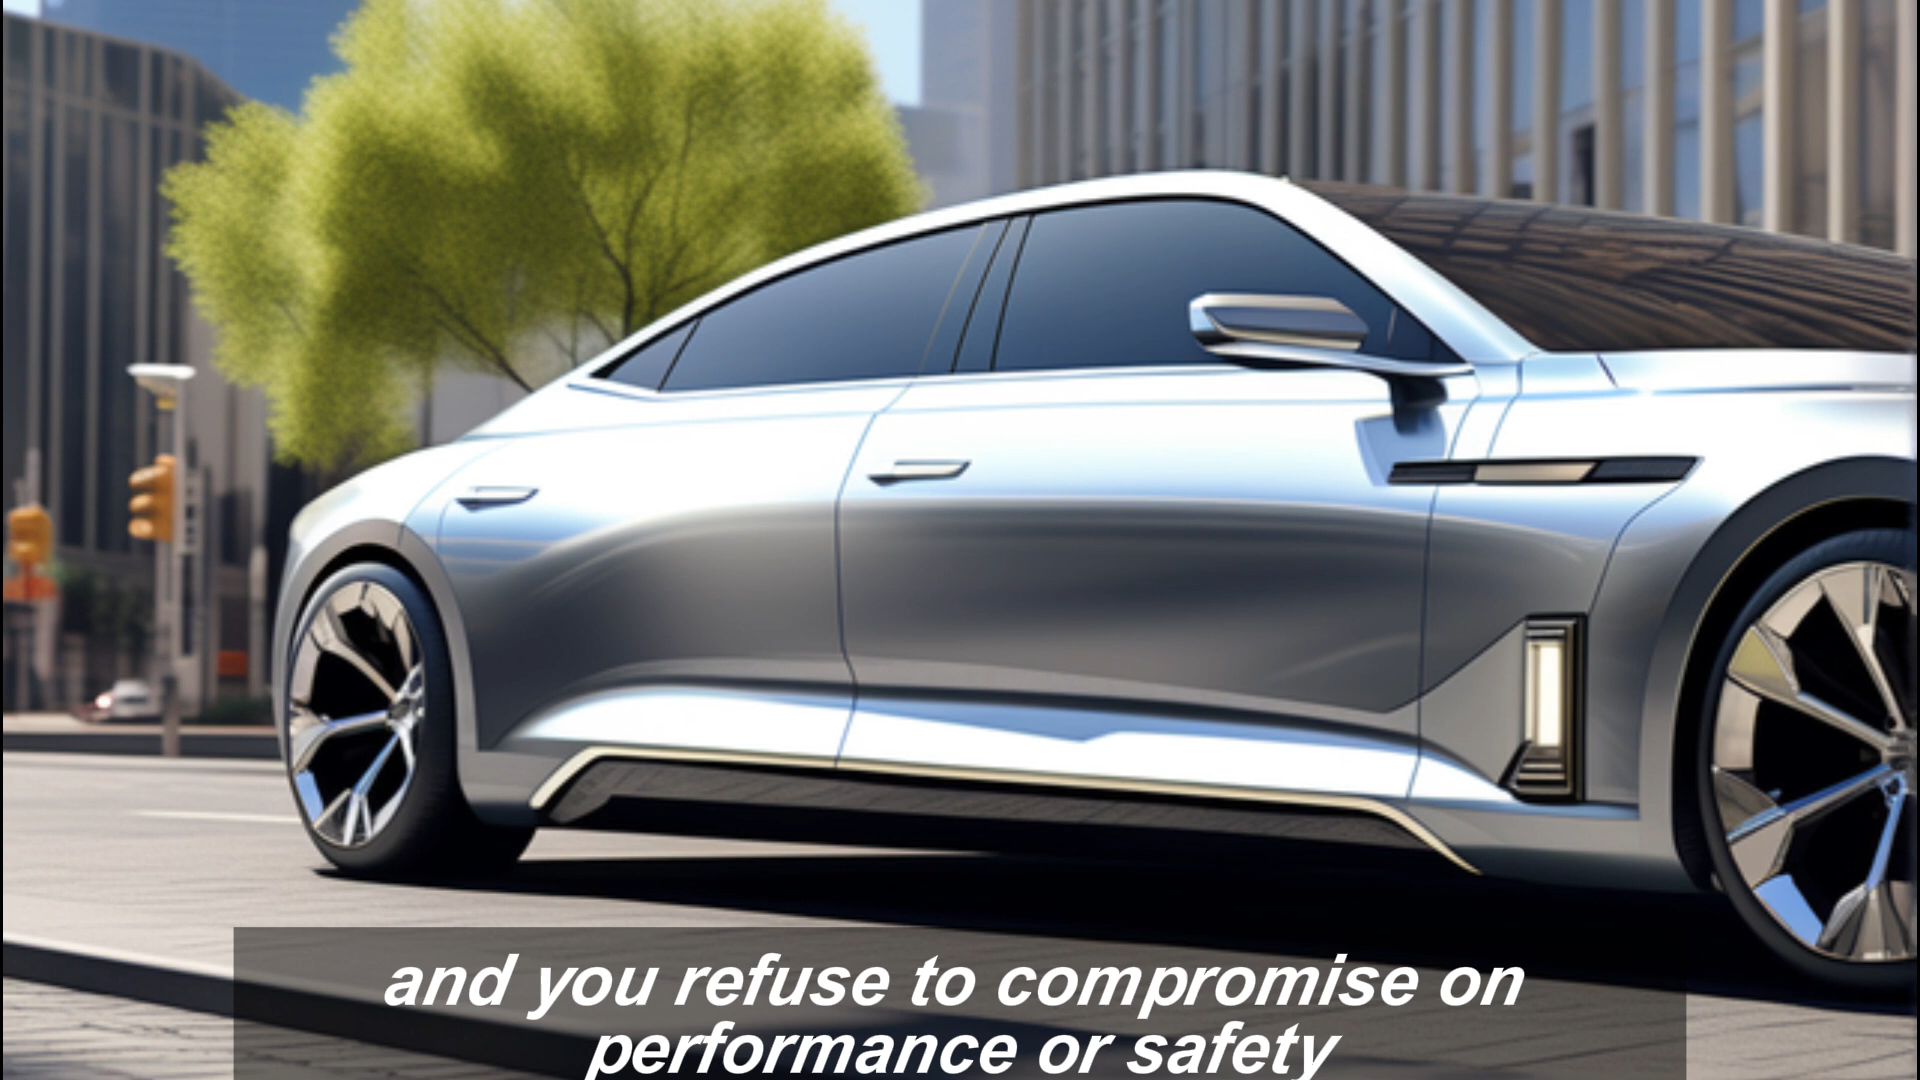 and you refuse to compromise on
performance or safety